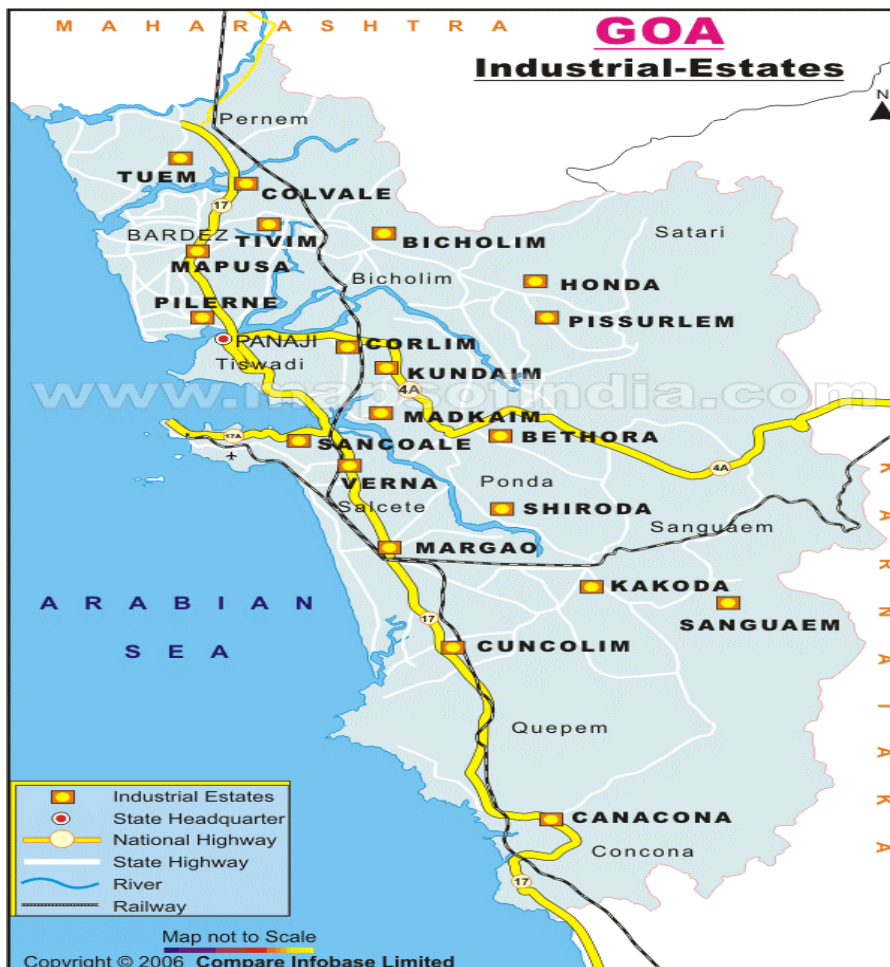 MAHARASHTRA
GOA
Industrial-Estates
N
Pernem
TUEM
COLVALE
17
BARDEZ
TIVIM
BICHOLIM
Satari
MAPUSA
Bicholim
HONDA
PILERNE
PISSURLEM
PANAJI
CORLIM
Tiswadi
KUNDAIM
4A
www.mapsofindia.com
MADKAIM
17A
SANCOALE
BETHORA
4A
VERNA
Ponda
Salcete
SHIRODA
Sanguaem
MARGAO
KARNATAKA
KAKODA
ARABIAN
SEA
17
SANGUAEM
CUNCOLIM
Quepem
CANACONA
Concona
17
Industrial Estates
State Headquarter
National Highway
State Highway
River
Railway
Map not to Scale
Copyright © 2006 Compare Infobase Limited